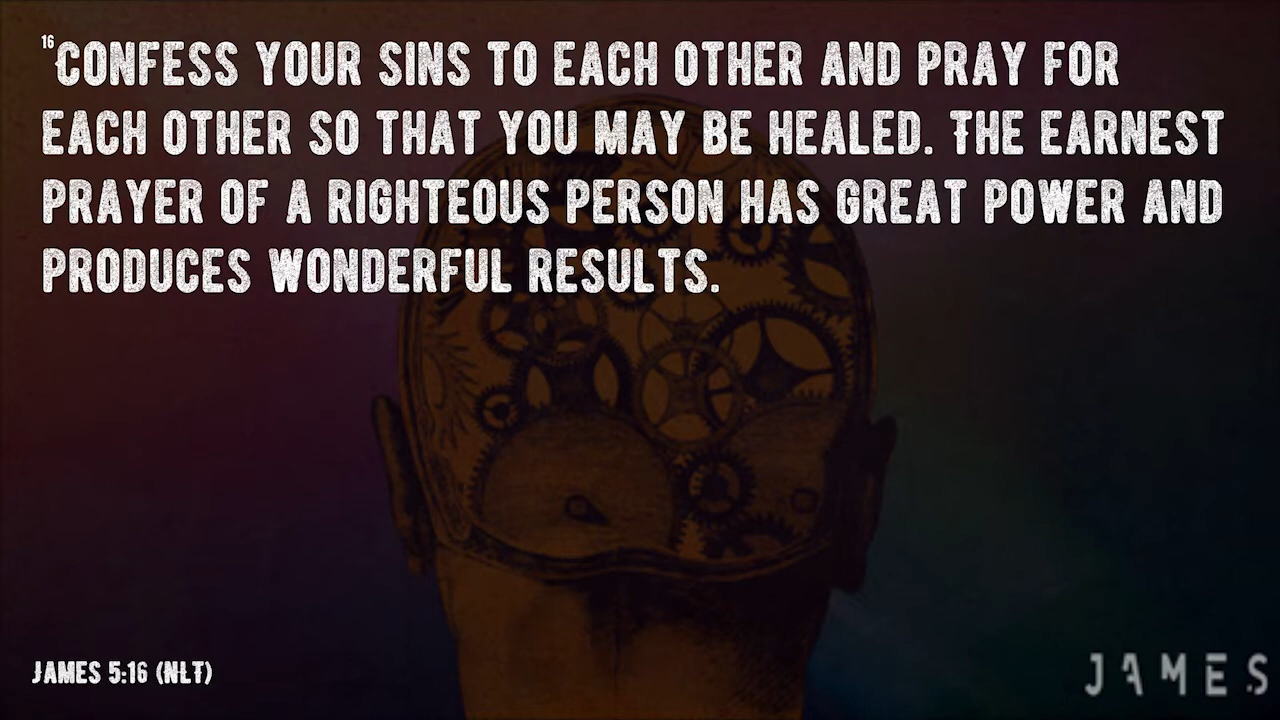 16CONFESS YOUR SINS TO EACH OTHER AND PRAY FOR
EACH OTHER SO THAT YOU MAY BE HEALED. THE EARNEST
PRAYER OF A RIGHTEOUS PERSON HAS GREAT POWER AND
PRODUCES WONDERFUL RESULTS.
JAMES 5:16 (NLT)
JAMES